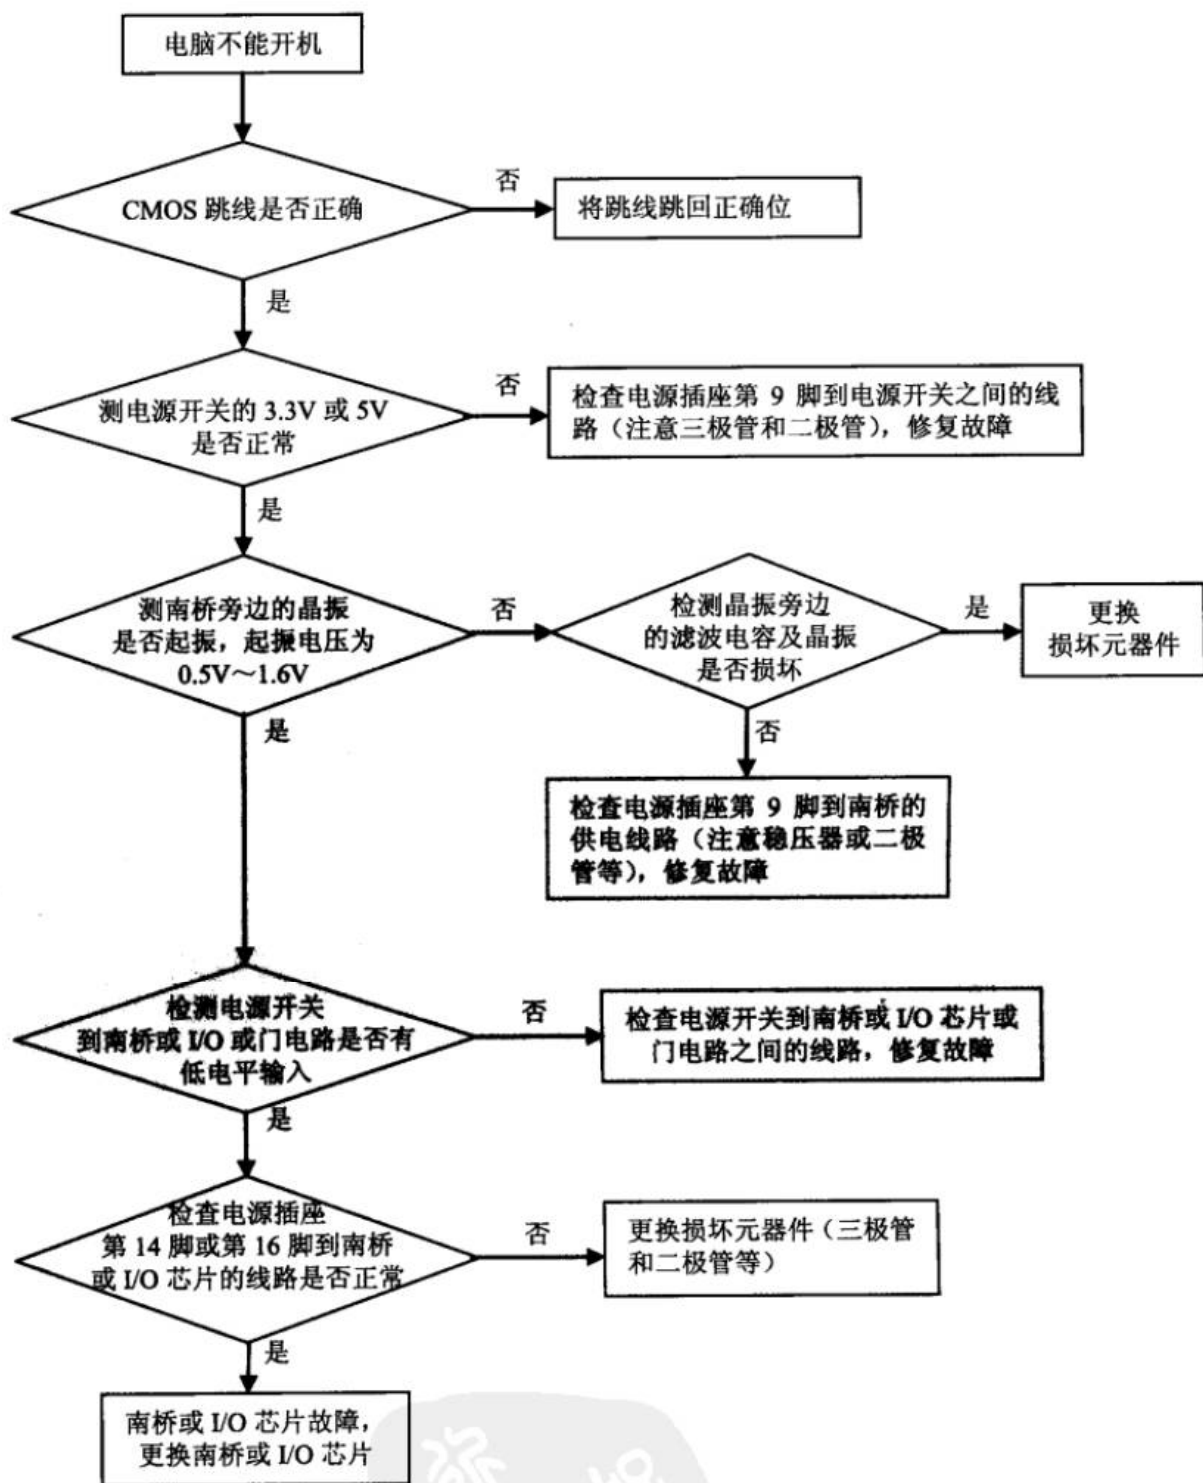 电脑不能开机
CMOS 跳线是否正确
否
将跳线跳回正确位
是
测电源开关的 3.3V 或 5V
是否正常
否
检查电源插座第 9 脚到电源开关之间的线
路（注意三极管和二极管），修复故障
是
测南桥旁边的晶振
是否起振，起振电压为
0.5V～1.6V
否
检测晶振旁边
的滤波电容及晶振
是否损坏
是
更换
损坏元器件
否
检查电源插座第 9 脚到南桥的
供电线路（注意稳压器或二极
管等），修复故障
是
检测电源开关
到南桥或 I/O 或门电路是否有
低电平输入
否
检查电源开关到南桥或 I/O 芯片或
门电路之间的线路，修复故障
是
检查电源插座
第 14 脚或第 16 脚到南桥
或 I/O 芯片的线路是否正常
否
更换损坏元器件（三极管
和二极管等）
是
南桥或 I/O 芯片故障，
更换南桥或 I/O 芯片